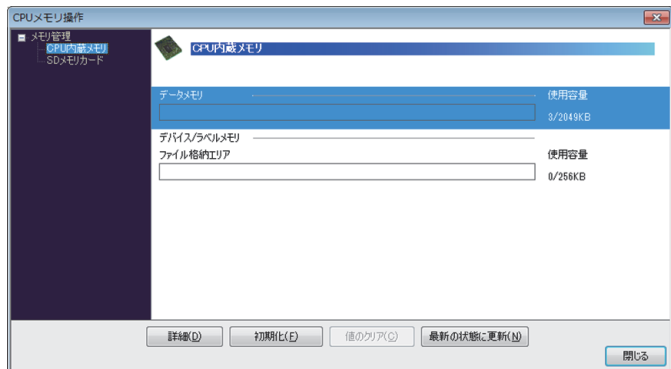 CPUメモリ操作
メモリ管理
CPU内蔵メモリ
SDメモリカード
CPU内蔵メモリ
データメモリ
使用容量
3/2049KB
デバイス/ラベルメモリ
ファイル格納エリア
使用容量
0/256KB
詳細(D)
初期化(F)
値のクリア(C)
最新の状態に更新(N)
閉じる